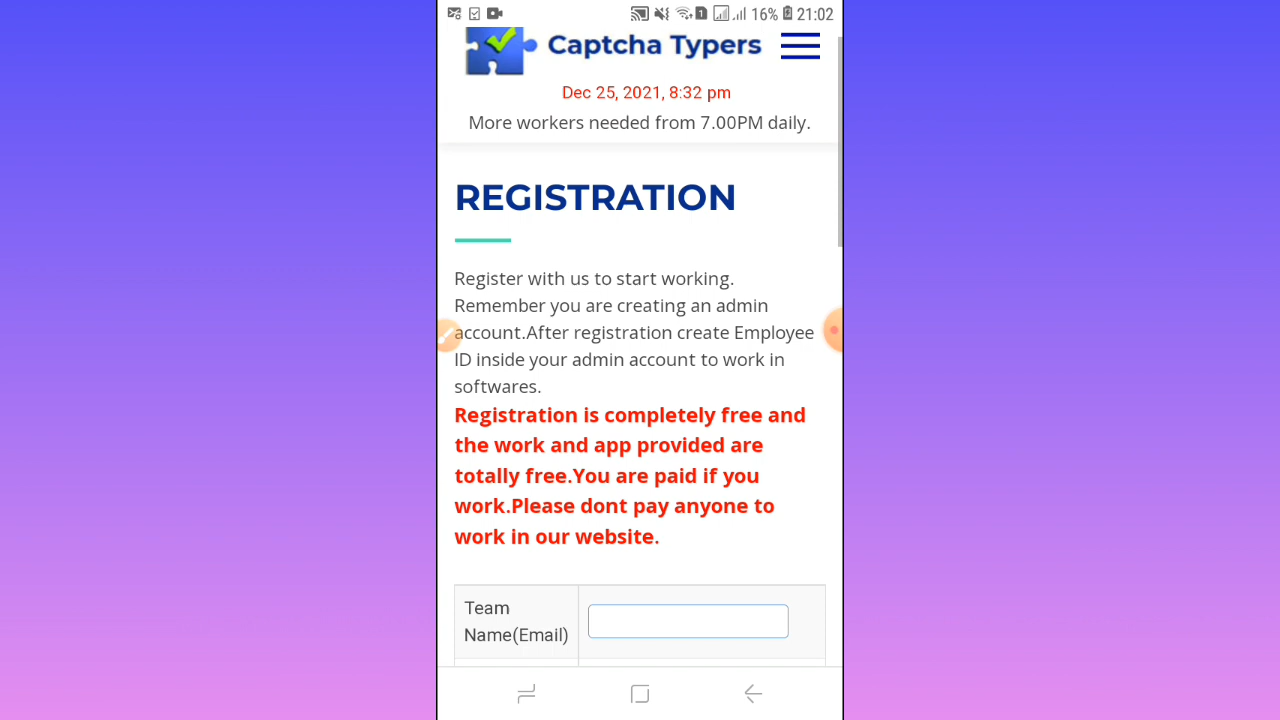 1 16% 21:02
Captcha Typers
Dec 25, 2021, 8:32 pm
More workers needed from 7.00PM daily.
REGISTRATION
Register with us to start working.
Remember you are creating an admin
account.After registration create Employee
ID inside your admin account to work in
softwares.
Registration is completely free and
the work and app provided are
totally free.You are paid if you
work.Please dont pay anyone to
work in our website.
Team
Name(Email)